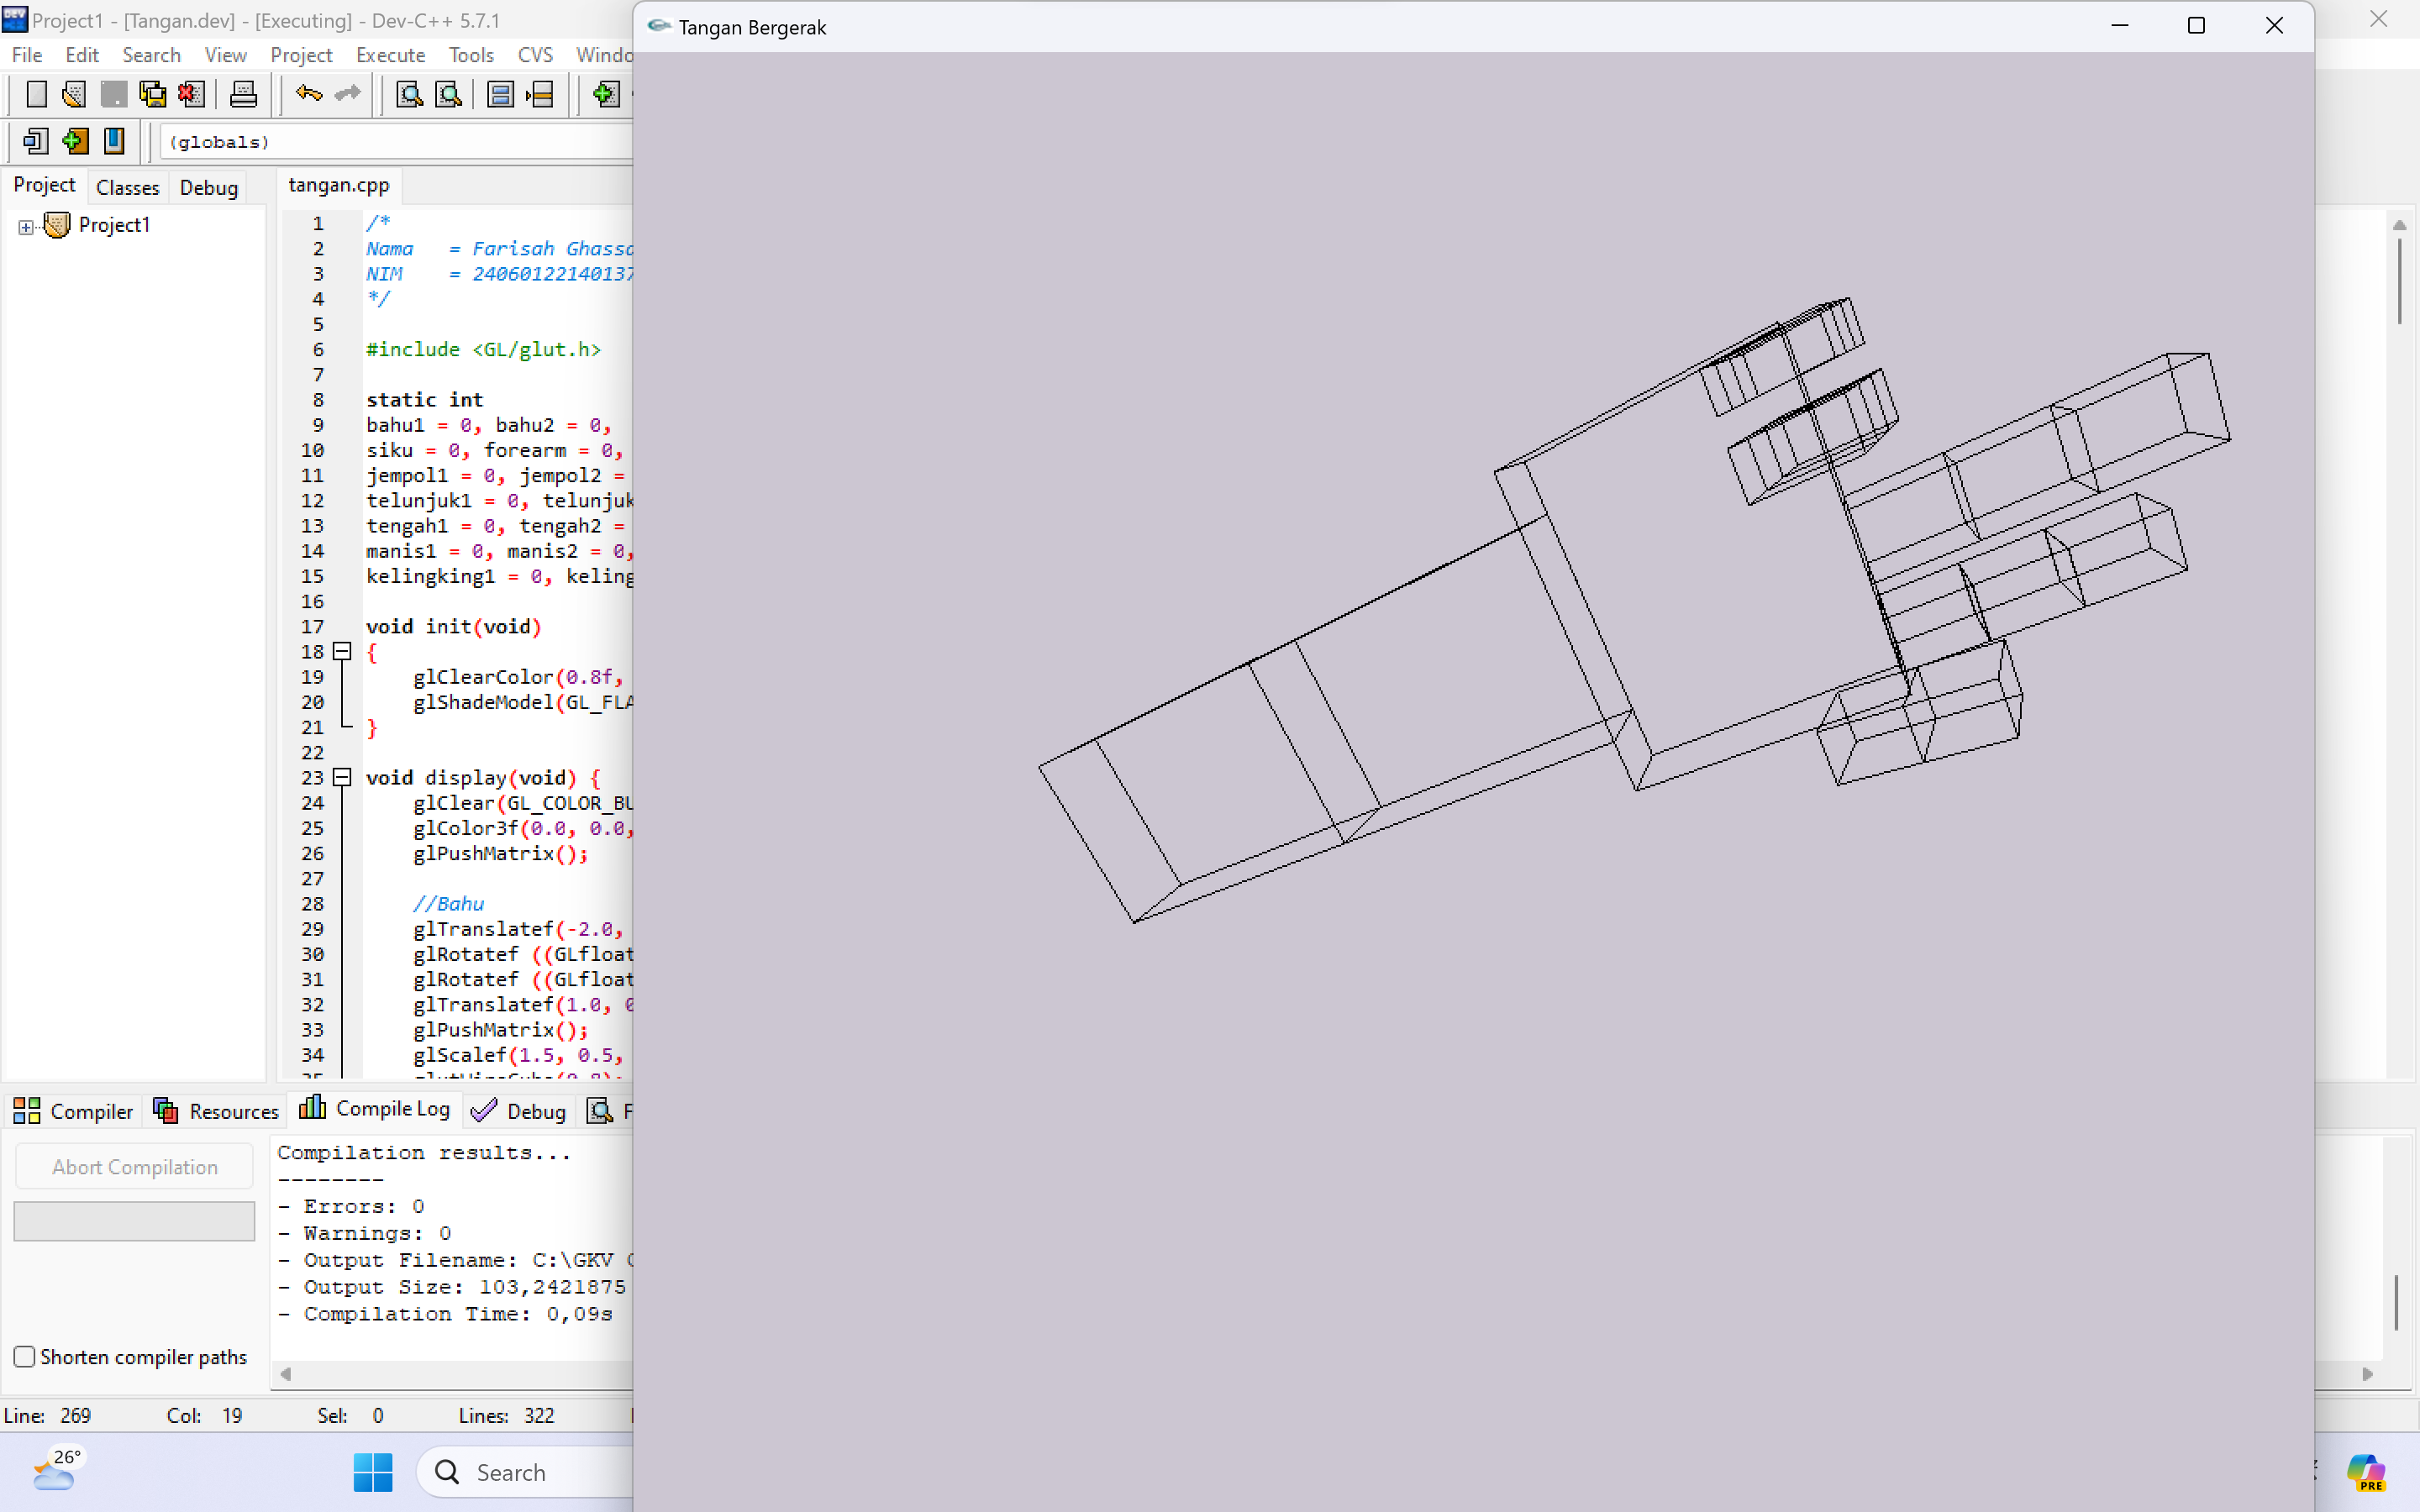 Project1 - [Tangan.dev] - [Executing] - Dev-C++ 5.7.1
Tangan Bergerak
File Edit Search View Project Execute Tools CVS
(globals)
Project Classes Debug
tangan.cpp
Project1
1 /*
2 Nama = Farisah
3 NIM = 24060122140137
4 */
5
6 #include <GL/glut.h>
7
8 static int
9 bahu1 = 0, bahu2 = 0,
10 siku = 0, forearm = 0,
11 jempol1 = 0, jempol2 =
12 telunjuk1 = 0, telunjuk
13 tengah1 = 0, tengah2 =
14 manis1 = 0, manis2 = 0,
15 kelingking1 = 0, keling
16
17 void init(void)
18 {
19 glClearColor(0.8f,
20 glShadeModel(GL_FLA
21 }
22
23 void display(void) {
24 glClear(GL_COLOR_BU
25 glColor3f(0.0, 0.0,
26 glPushMatrix();
27
28 //Bahu
29 glTranslatef(-2.0,
30 glRotatef ((GLfloat
31 glRotatef ((GLfloat
32 glTranslatef(1.0,
33 glPushMatrix();
34 glScalef(1.5, 0.5,
Compiler Resources Compile Log Debug
Abort Compilation
Shorten compiler paths
Compilation results...
--------
- Errors: 0
- Warnings: 0
- Output Filename: C:\GKV
- Output Size: 103,2421875
- Compilation Time: 0,09s
Line: 269 Col: 19 Sel: 0 Lines: 322
26°
Search
PRE